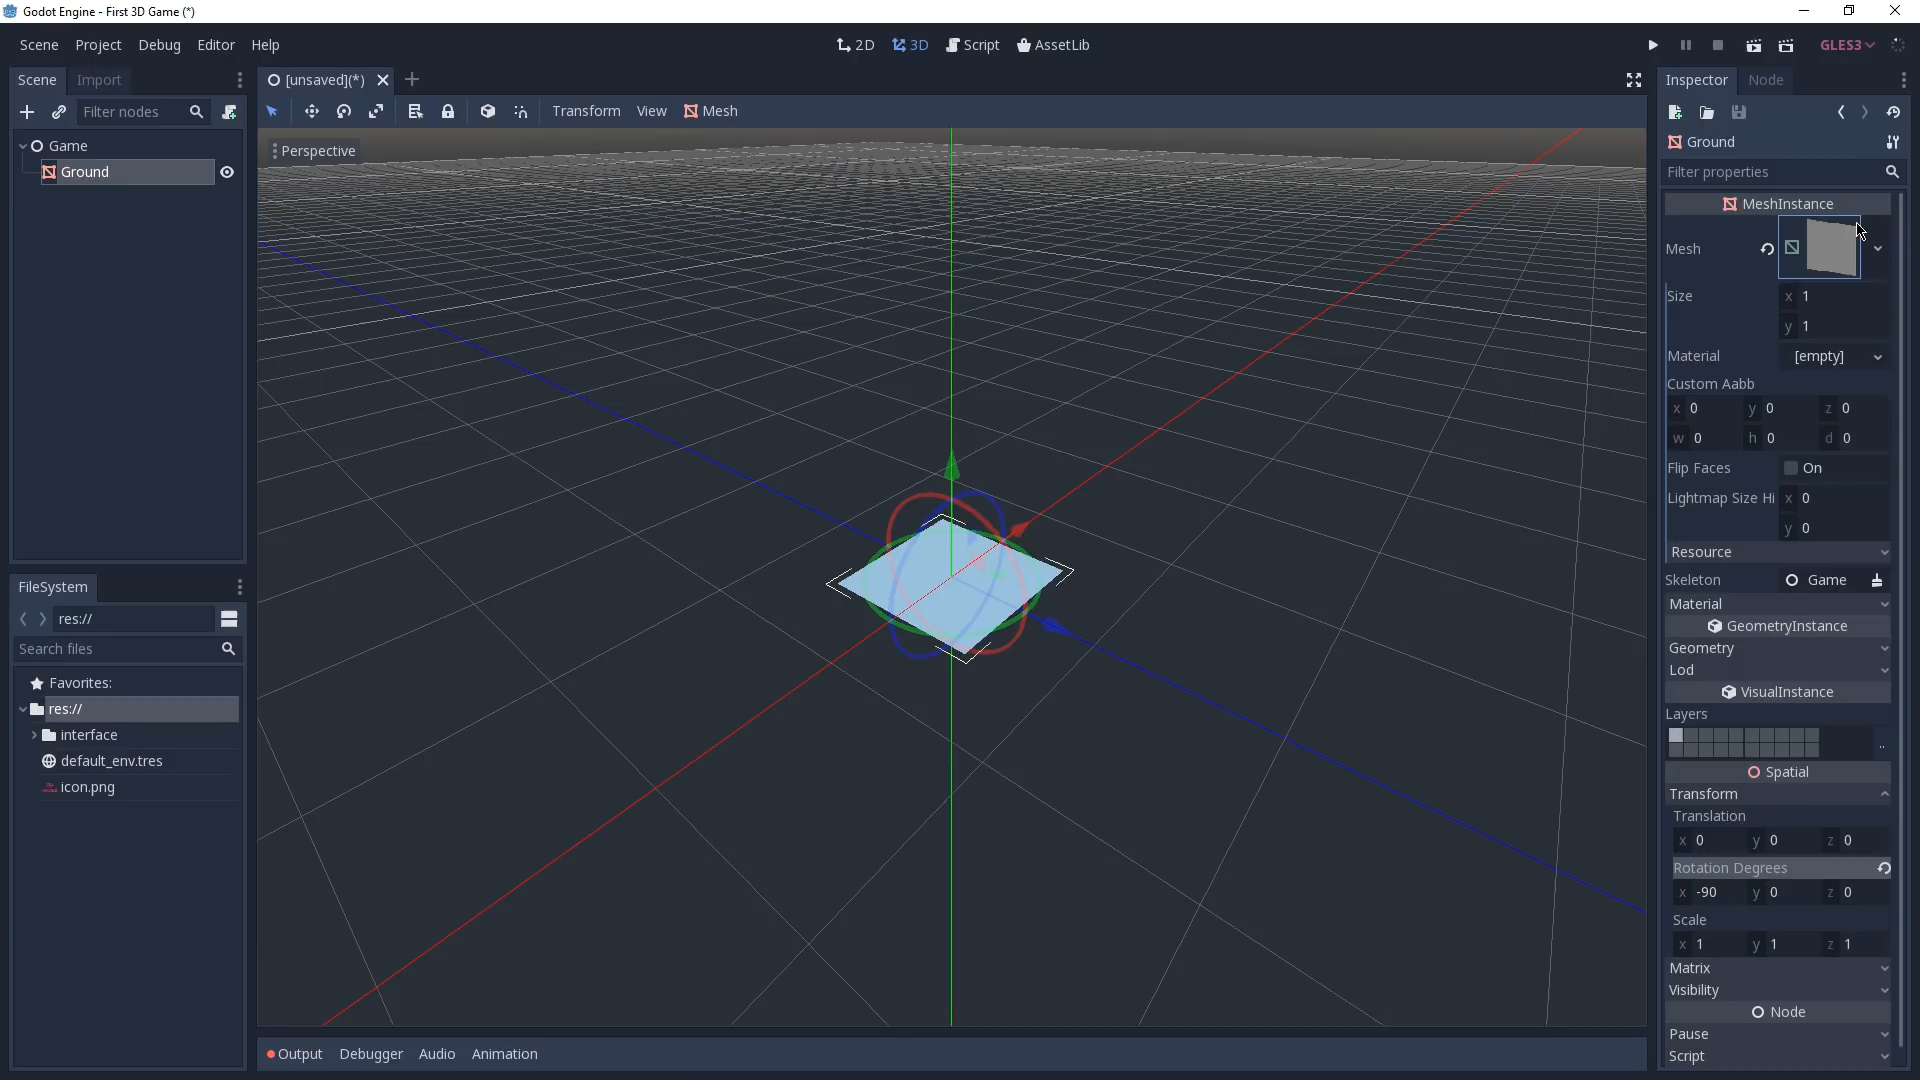 Godot Engine - First 3D Game (*)
Scene Project Debug Editor Help
2D 3D Script AssetLib
GLES3
Scene Import
[unsaved](*)
Inspector Node
Filter nodes
Transform View Mesh
Game
Ground
Perspective
Ground
Filter properties
MeshInstance
Mesh
Size x 1
y 1
Material [empty]
Custom Aabb
x 0 y 0 z 0
w 0 h 0 d 0
Flip Faces On
Lightmap Size Hi x 0
y 0
Resource
Skeleton Game
Material
GeometryInstance
Geometry
Lod
VisualInstance
Layers
..
Spatial
Transform
Translation
x 0 y 0 z 0
Rotation Degrees
x -90 y 0 z 0
Scale
x 1 y 1 z 1
Matrix
Visibility
Node
Pause
Script
FileSystem
res://
Search files
Favorites:
res://
interface
default_env.tres
icon.png
Output Debugger Audio Animation